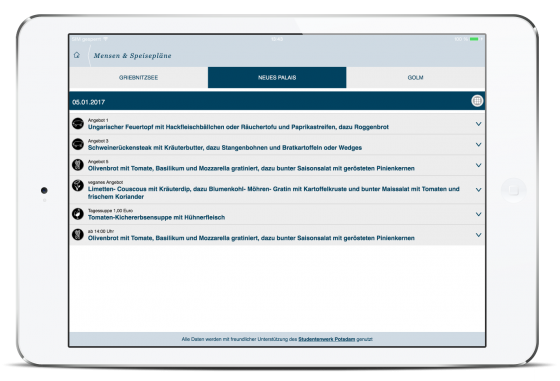 Mensen & Speisepläne
GRIEBNITZSEE
NEUES PALAIS
GOLM
05.01.2017
Angebot 1
Ungarischer Feuertopf mit Hackfleischbällchen oder Räuchertofu und Paprikastreifen, dazu Roggenbrot
Angebot 3
Schweinerückensteak mit Kräuterbutter, dazu Stangenbohnen und Bratkartoffeln oder Wedges
Angebot 5
Olivenbrot mit Tomate, Basilikum und Mozzarella gratiniert, dazu bunter Saisonsalat mit gerösteten Pinienkernen
veganes Angebot
Limetten- Couscous mit Kräuterdip, dazu Blumenkohl- Möhren- Gratin mit Kartoffelkruste und bunter Maissalat mit Tomaten und
frischem Koriander
Tagessuppe 1,00 Euro
Tomaten-Kichererbsensuppe mit Hühnerfleisch
ab 14:00 Uhr
Olivenbrot mit Tomate, Basilikum und Mozzarella gratiniert, dazu bunter Saisonsalat mit gerösteten Pinienkernen
Alle Daten werden mit freundlicher Unterstützung des Studentenwerk Potsdam genutzt